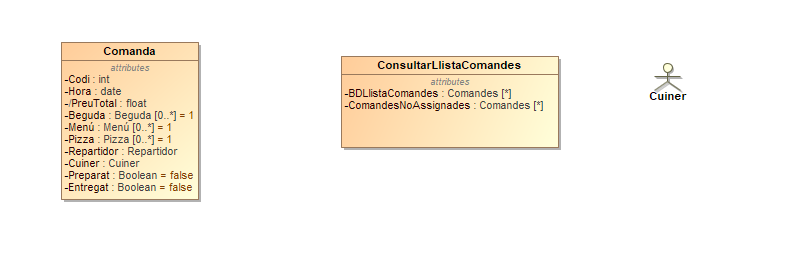 Comanda
attributes
-Codi : int
-Hora : date
-/PreuTotal : float
-Beguda : Beguda [0..*] = 1
-Menú : Menú [0..*] = 1
-Pizza : Pizza [0..*] = 1
-Repartidor : Repartidor
-Cuiner : Cuiner
-Preparat : Boolean = false
-Entregat : Boolean = false
ConsultarLlistaComandes
attributes
-BDLlistaComandes : Comandes [*]
-ComandesNoAssignades : Comandes [*]
Cuiner